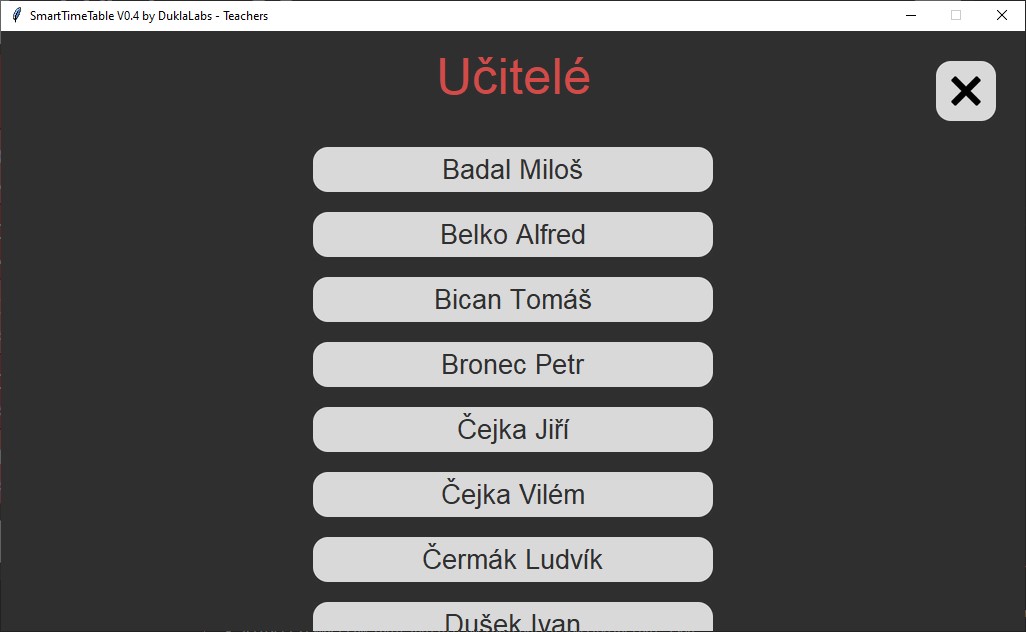 SmartTimeTable V0.4 by DuklaLabs - Teachers
Učitelé
Badal Miloš
Belko Alfred
Bican Tomáš
Bronec Petr
Čejka Jiří
Čejka Vilém
Čermák Ludvík
Dušek Ivan